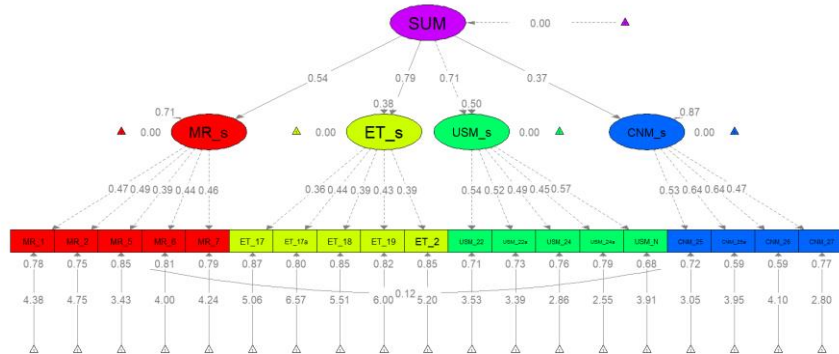 SUM
0.00
0.54 0.79 0.71 0.37
0.71 0.38 0.50 0.87
MR_s 0.00 0.00 ET_s 0.00 USM_s 0.00 CNM_s 0.00
0.47 0.49 0.39 0.44 0.46 0.36 0.44 0.39 0.43 0.39 0.54 0.52 0.49 0.45 0.57 0.53 0.64 0.64 0.47
MR_1 MR_2 MR_5 MR_6 MR_7 ET_17 ET_17a ET_18 ET_19 ET_2 USM_22 USM_22a USM_24 USM_24a USM_N CNM_25 CNM_27
0.78 0.75 0.85 0.81 0.79 0.87 0.80 0.85 0.82 0.85 0.71 0.73 0.76 0.79 0.68 0.72 0.59 0.59 0.77
0.12
4.38 4.75 3.43 4.00 4.24 5.06 6.57 5.51 6.00 5.20 3.53 3.39 2.86 2.55 3.91 3.05 3.95 4.10 2.80